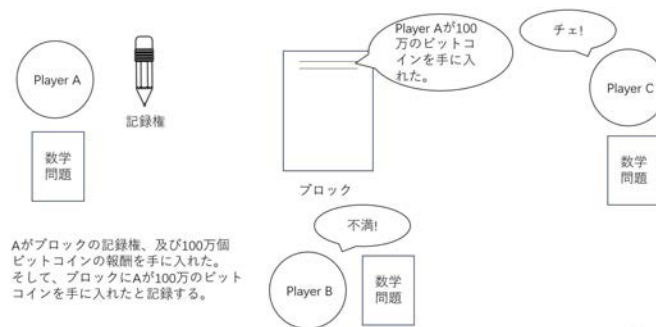 Player A
記録権
数学
問題
Player Aが100
万のビットコ
インを手に入
れた。
ブロック
チェ!
Player C
数学
問題
Aがブロックの記録権、及び100万個
ビットコインの報酬を手に入れた。
そして、ブロックにAが100万のビット
コインを手に入れたと記録する。
不満!
Player B
数学
問題